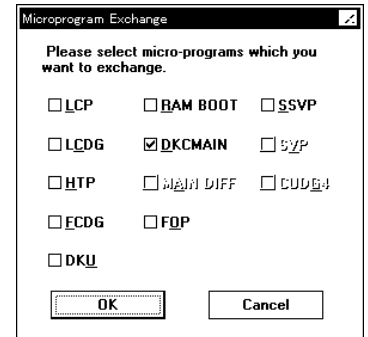 Microprogram Exchange
Please select micro-programs which you
want to exchange.
LCP RAM BOOT SSVP
LCDG DKCMAIN SVP
HTP MAIN DIFF CUDG4
FCDG FOP
DKU
OK Cancel